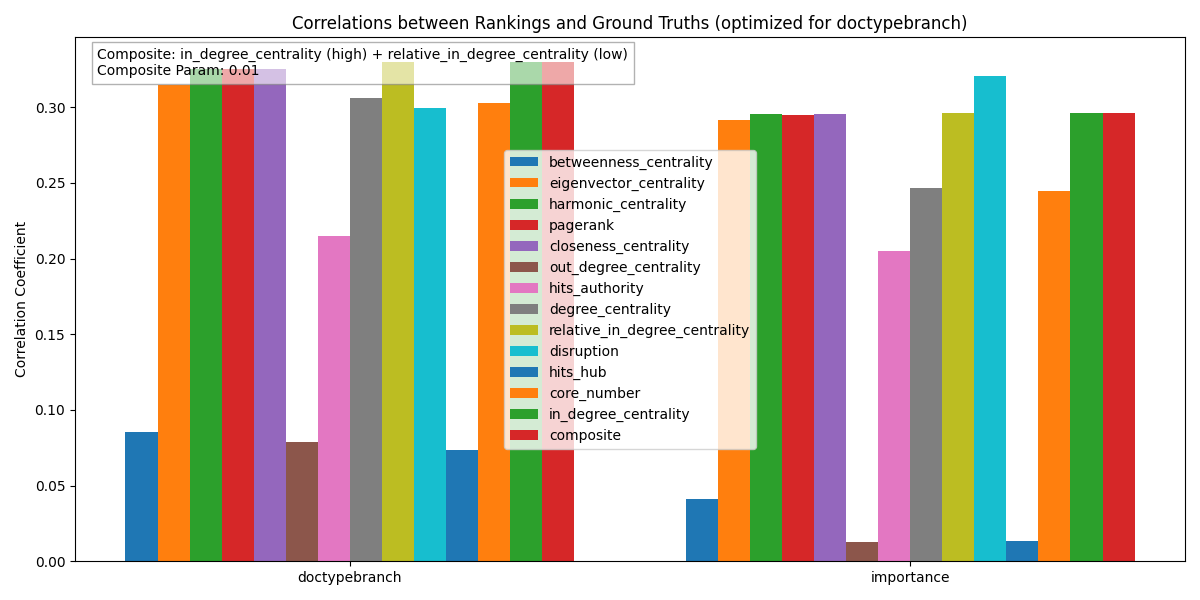 Correlations between Rankings and Ground Truths (optimized for doctypebranch)
Composite: in_degree_centrality (high) + relative_in_degree_centrality (low)
Composite Param: 0.01
Correlation Coefficient
0.30
0.25
0.20
0.15
0.10
0.05
0.00
betweenness_centrality
eigenvector_centrality
harmonic_centrality
pagerank
closeness_centrality
out_degree_centrality
hits_authority
degree_centrality
relative_in_degree_centrality
disruption
hits_hub
core_number
in_degree_centrality
composite
doctypebranch
importance